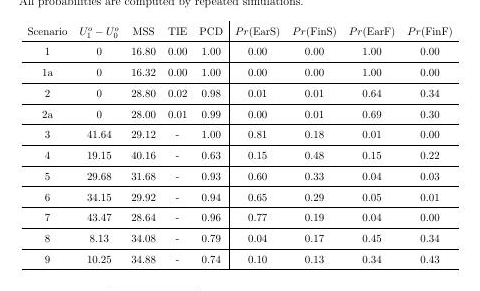 All probabilities are computed by repeated simulations.
Scenario U₁ᵒ − U₀ᵒ MSS TIE PCD Pr(EarS) Pr(FinS) Pr(EarF) Pr(FinF)
1 0 16.80 0.00 1.00 0.00 0.00 1.00 0.00
1a 0 16.32 0.00 1.00 0.00 0.00 1.00 0.00
2 0 28.80 0.02 0.98 0.01 0.01 0.64 0.34
2a 0 28.00 0.01 0.99 0.00 0.01 0.69 0.30
3 41.64 29.12 - 1.00 0.81 0.18 0.01 0.00
4 19.15 40.16 - 0.63 0.15 0.48 0.15 0.22
5 29.68 31.68 - 0.93 0.60 0.33 0.04 0.03
6 34.15 29.92 - 0.94 0.65 0.29 0.05 0.01
7 43.47 28.64 - 0.96 0.77 0.19 0.04 0.00
8 8.13 34.08 - 0.79 0.04 0.17 0.45 0.34
9 10.25 34.88 - 0.74 0.10 0.13 0.34 0.43